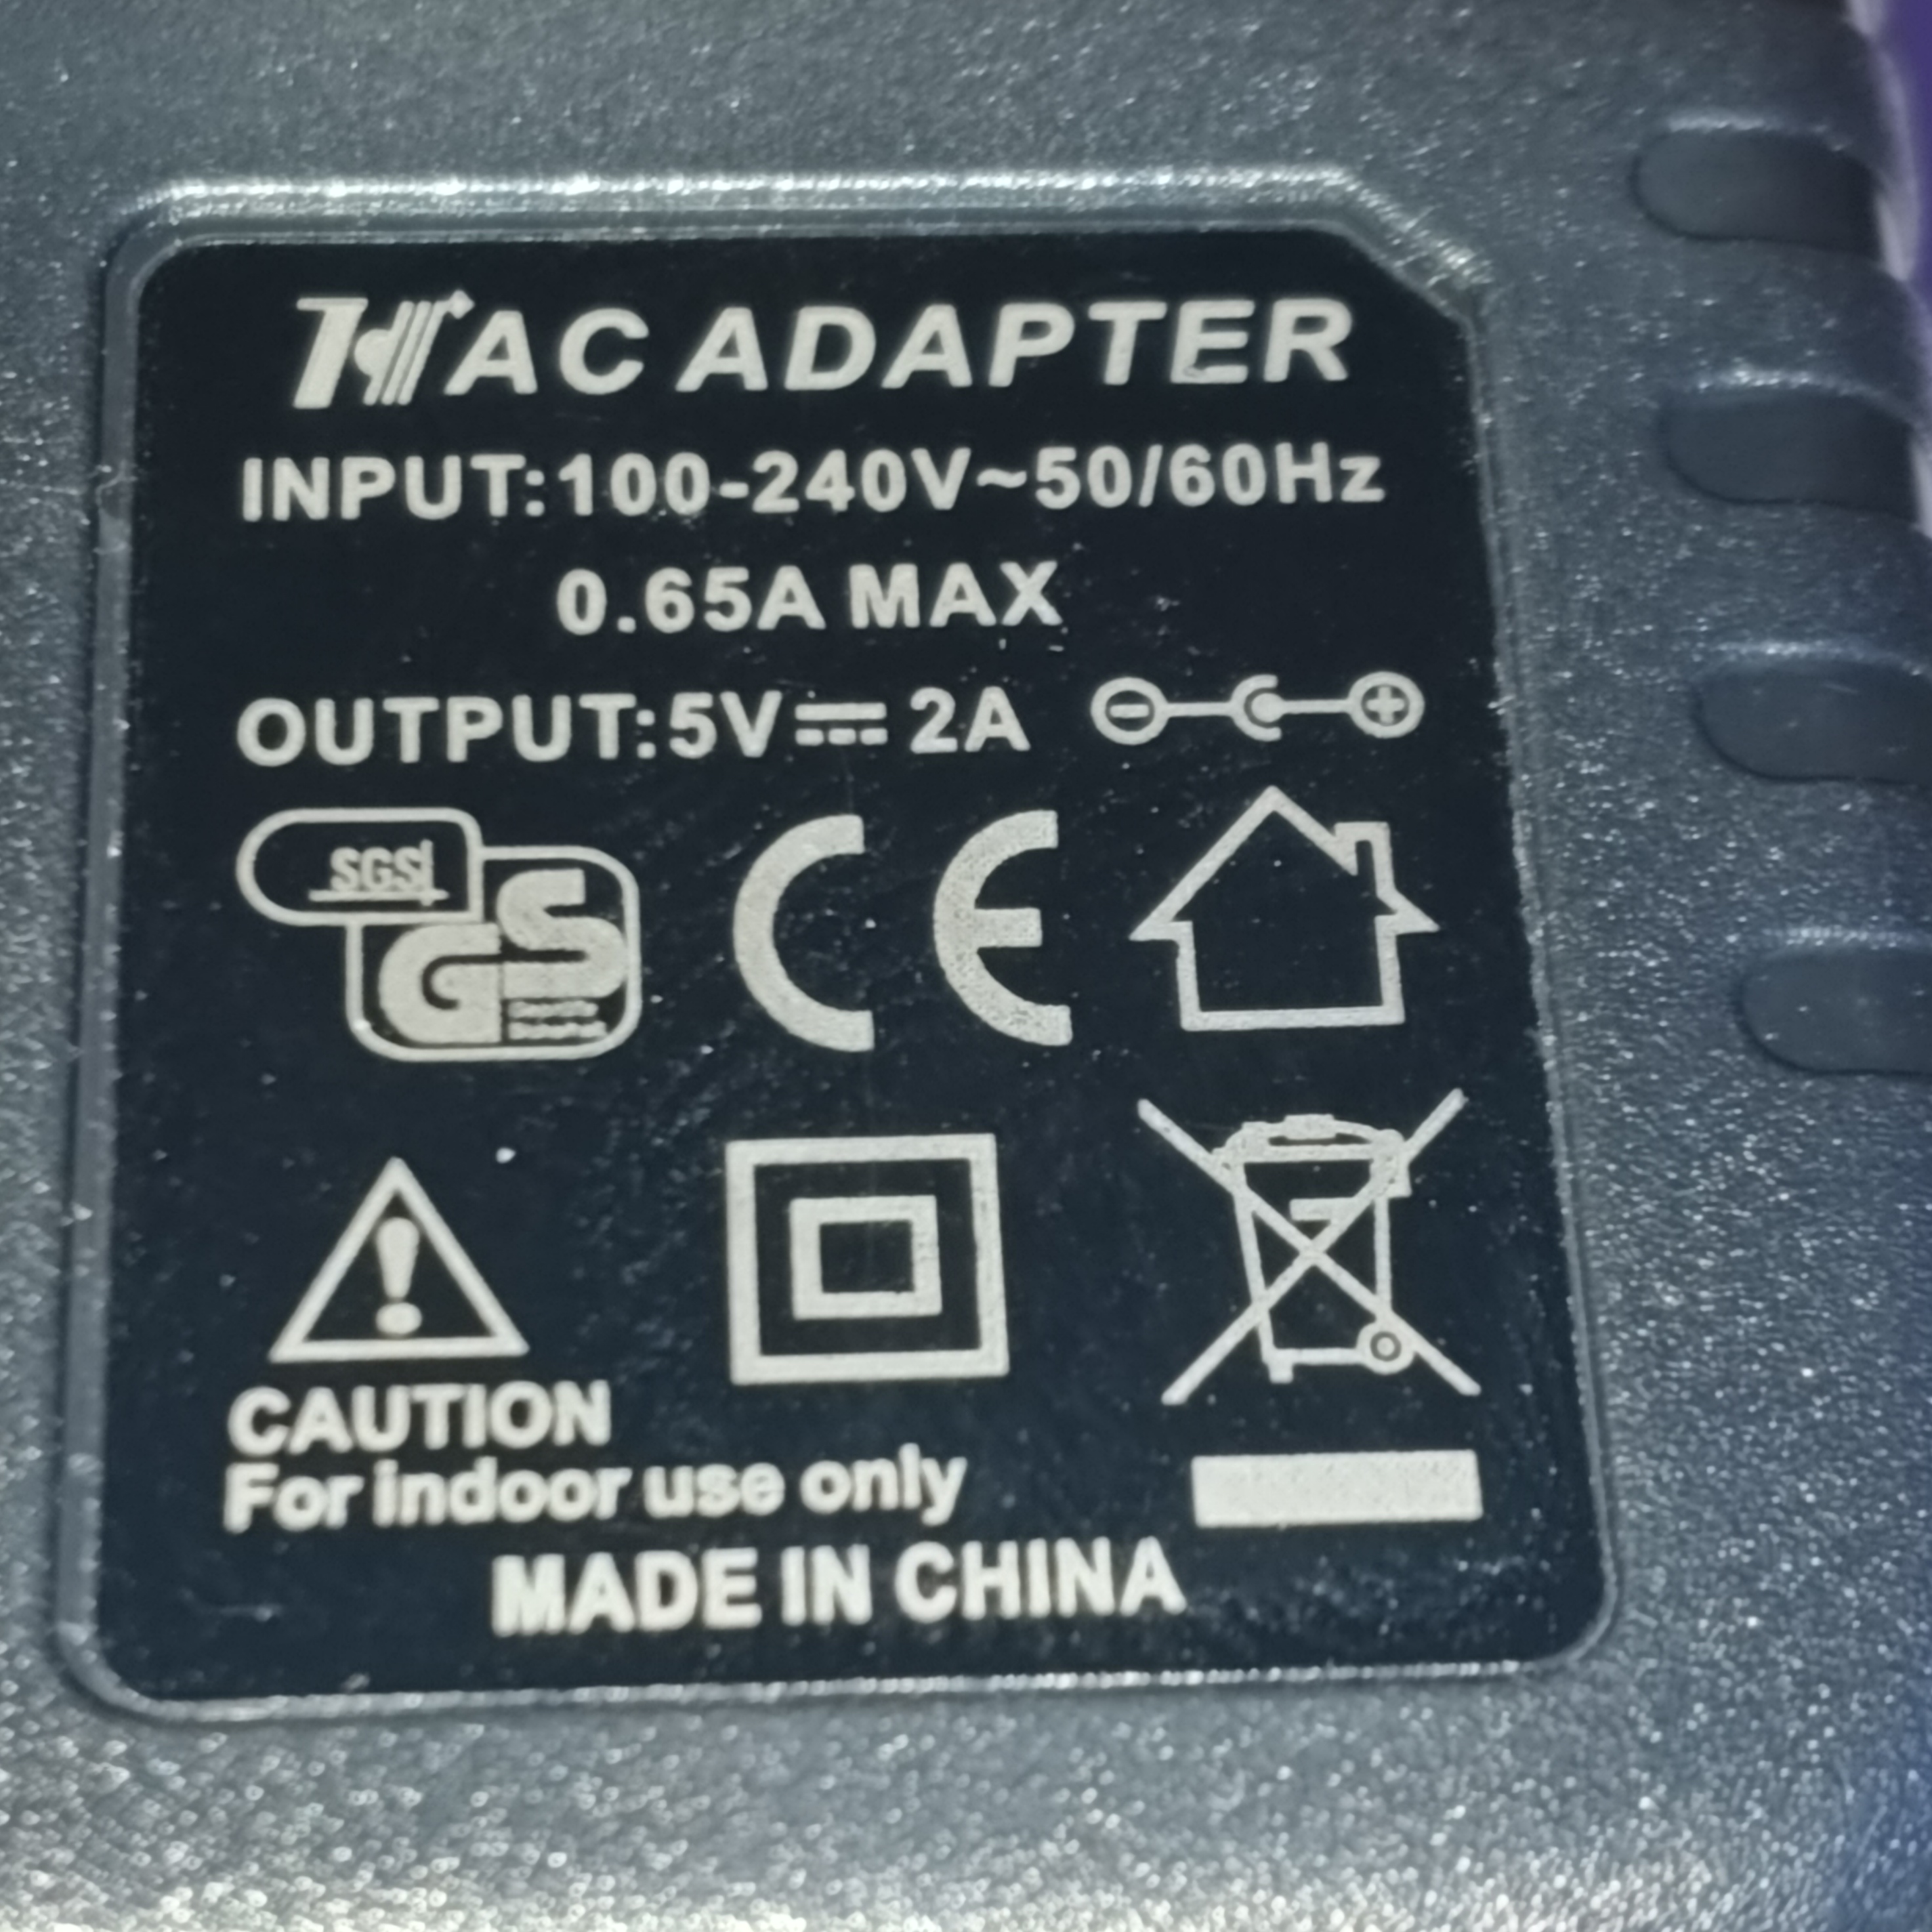 AC ADAPTER
INPUT:100-240V~50/60Hz
0.65A MAX
OUTPUT:5V⎓2A
SGS
GS
CE
CAUTION
For indoor use only
MADE IN CHINA